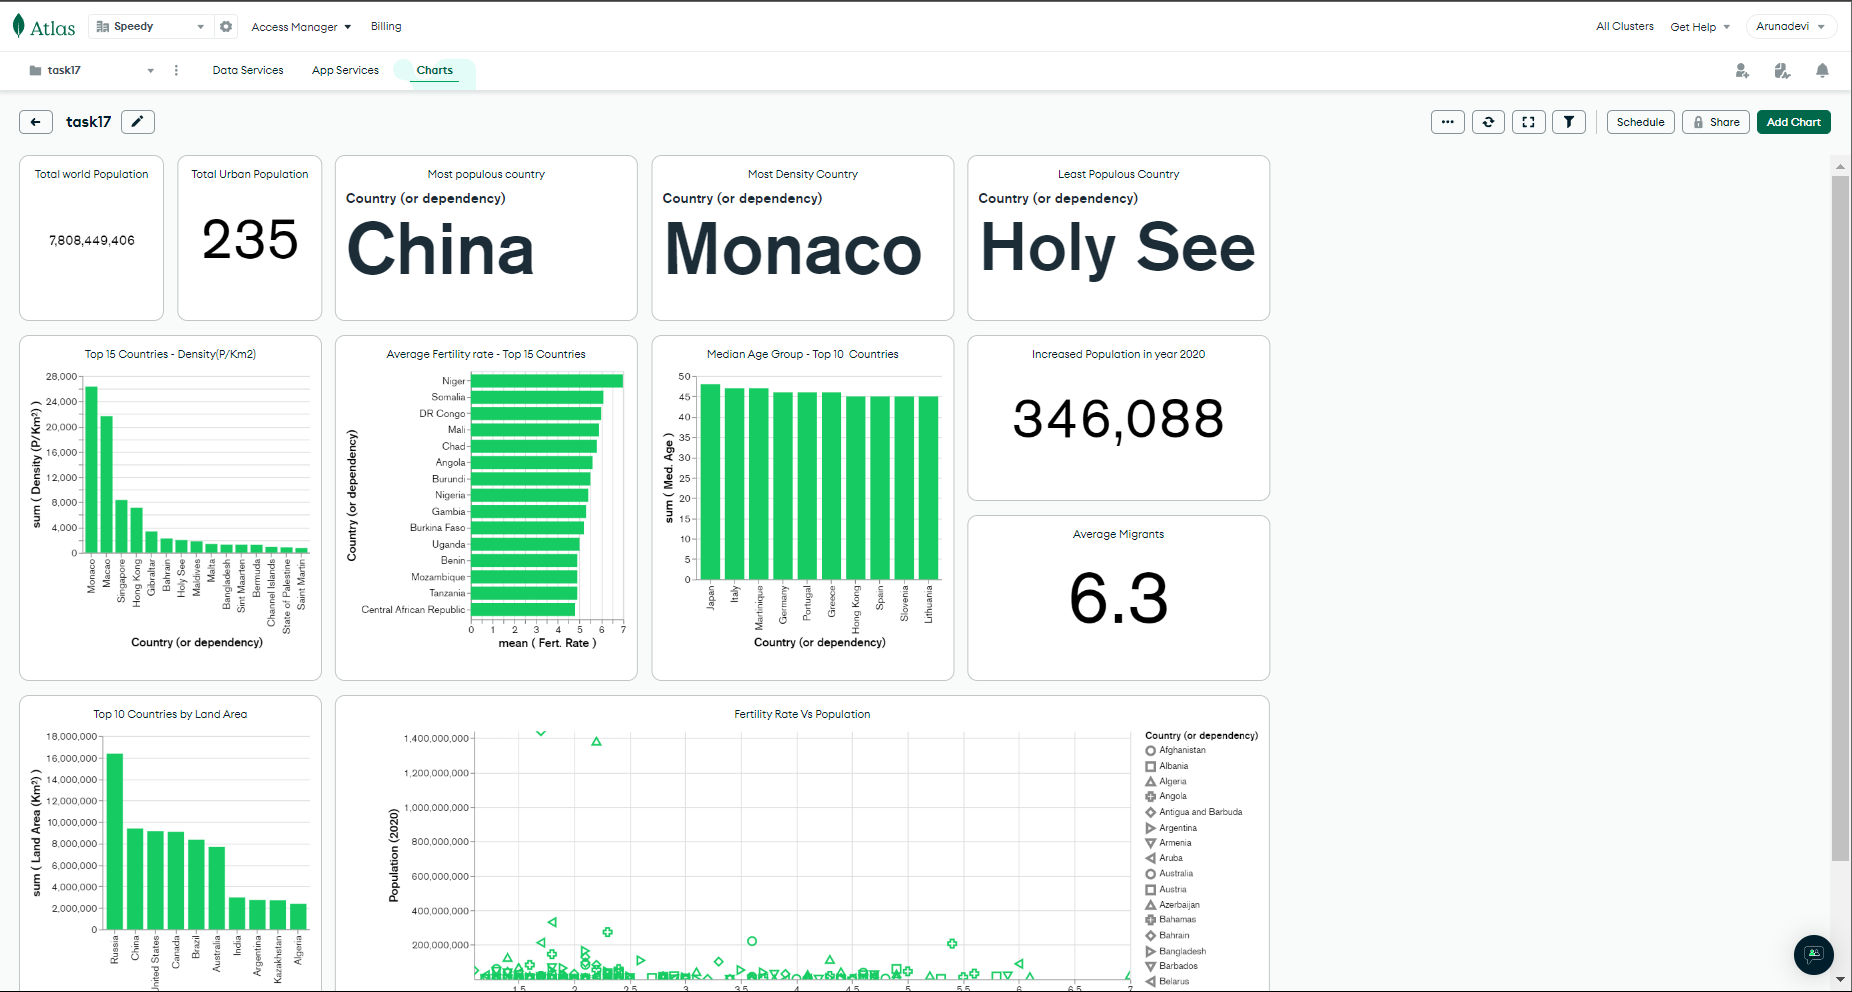 Atlas
Speedy
Access Manager
Billing
All Clusters
Get Help
Arunadevi
task17
Data Services
App Services
Charts
task17
Schedule
Share
Add Chart
Total world Population
7,808,449,406
Total Urban Population
235
Most populous country
Country (or dependency)
China
Most Density Country
Country (or dependency)
Monaco
Least Populous Country
Country (or dependency)
Holy See
Top 15 Countries - Density(P/Km2)
sum ( Density (P/Km²) )
28,000
24,000
20,000
16,000
12,000
8,000
4,000
0
Monaco
Macao
Singapore
Hong Kong
Gibraltar
Bahrain
Holy See
Maldives
Malta
Bangladesh
Sint Maarten
Bermuda
Channel Islands
State of Palestine
Saint Martin
Country (or dependency)
Average Fertility rate - Top 15 Countries
Country (or dependency)
Niger
Somalia
DR Congo
Mali
Chad
Angola
Burundi
Nigeria
Gambia
Burkina Faso
Uganda
Benin
Mozambique
Tanzania
Central African Republic
0 1 2 3 4 5 6 7
mean ( Fert. Rate )
Median Age Group - Top 10 Countries
sum ( Med. Age )
50
45
40
35
30
25
20
15
10
5
0
Japan
Italy
Martinique
Germany
Portugal
Greece
Hong Kong
Spain
Slovenia
Lithuania
Country (or dependency)
Increased Population in year 2020
346,088
Average Migrants
6.3
Top 10 Countries by Land Area
sum ( Land Area (Km²) )
18,000,000
16,000,000
14,000,000
12,000,000
10,000,000
8,000,000
6,000,000
4,000,000
2,000,000
0
Russia
China
United States
Canada
Brazil
Australia
India
Argentina
Kazakhstan
Algeria
Fertility Rate Vs Population
Population (2020)
1,400,000,000
1,200,000,000
1,000,000,000
800,000,000
600,000,000
400,000,000
200,000,000
1.5 2 2.5 3 3.5 4 4.5 5 5.5 6 6.5 7
Country (or dependency)
Afghanistan
Albania
Algeria
Angola
Antigua and Barbuda
Argentina
Armenia
Aruba
Australia
Austria
Azerbaijan
Bahamas
Bahrain
Bangladesh
Barbados
Belarus